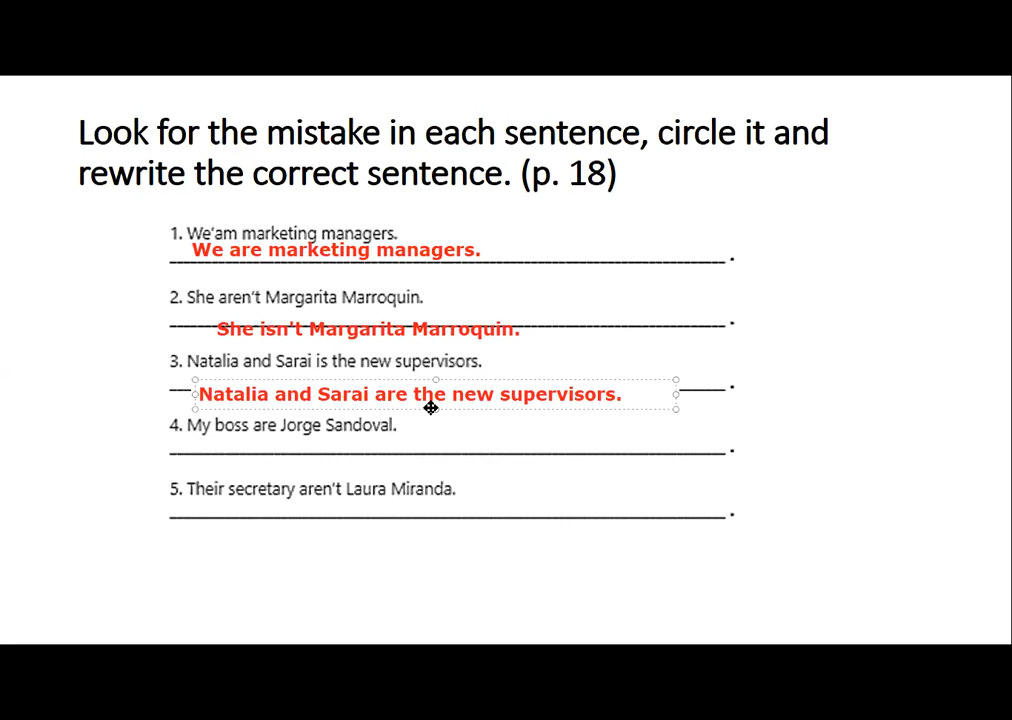 Look for the mistake in each sentence, circle it and
rewrite the correct sentence. (p. 18)
1. We'am marketing managers.
We are marketing managers.
.
2. She aren't Margarita Marroquin.
She isn't Margarita Marroquin.
.
3. Natalia and Sarai is the new supervisors.
Natalia and Sarai are the new supervisors.
.
4. My boss are Jorge Sandoval.
.
5. Their secretary aren't Laura Miranda.
.